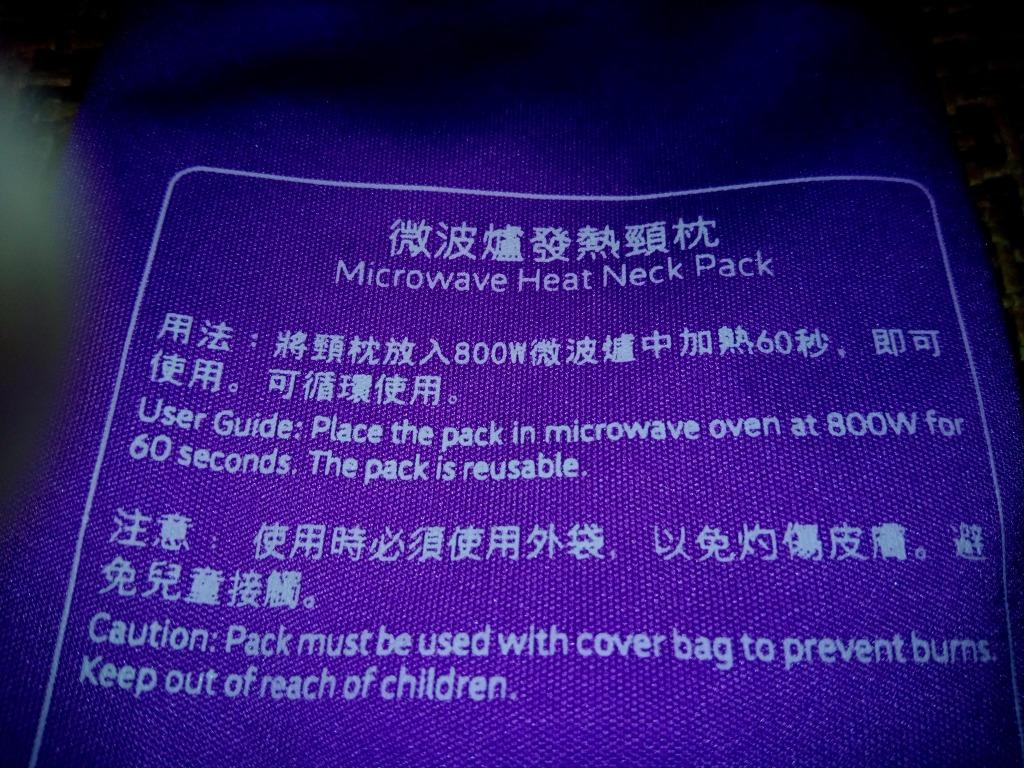 微波爐發熱頸枕
Microwave Heat Neck Pack
用法：將頸枕放入800W微波爐中加熱60秒，即可
使用。可循環使用。
User Guide: Place the pack in microwave oven at 800W for
60 seconds. The pack is reusable.
注意： 使用時必須使用外袋，以免灼傷皮膚。避
免兒童接觸。
Caution: Pack must be used with cover bag to prevent burns.
Keep out of reach of children.